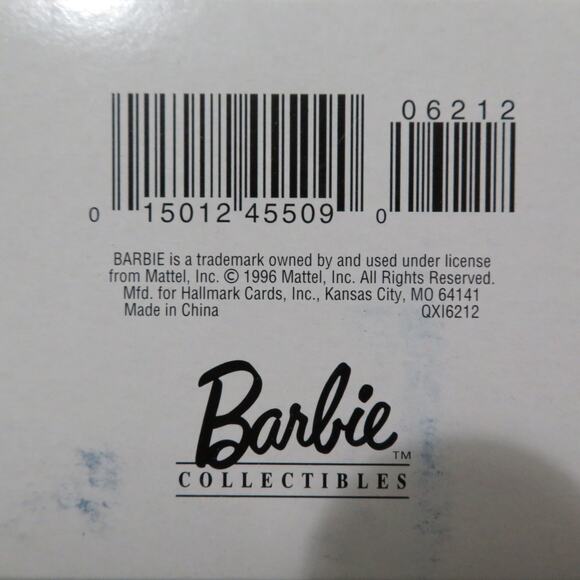 06212
0 15012 45509 0
BARBIE is a trademark owned by and used under license
from Mattel, Inc. © 1996 Mattel, Inc. All Rights Reserved.
Mfd. for Hallmark Cards, Inc., Kansas City, MO 64141
Made in China QXI6212
Barbie™
COLLECTIBLES